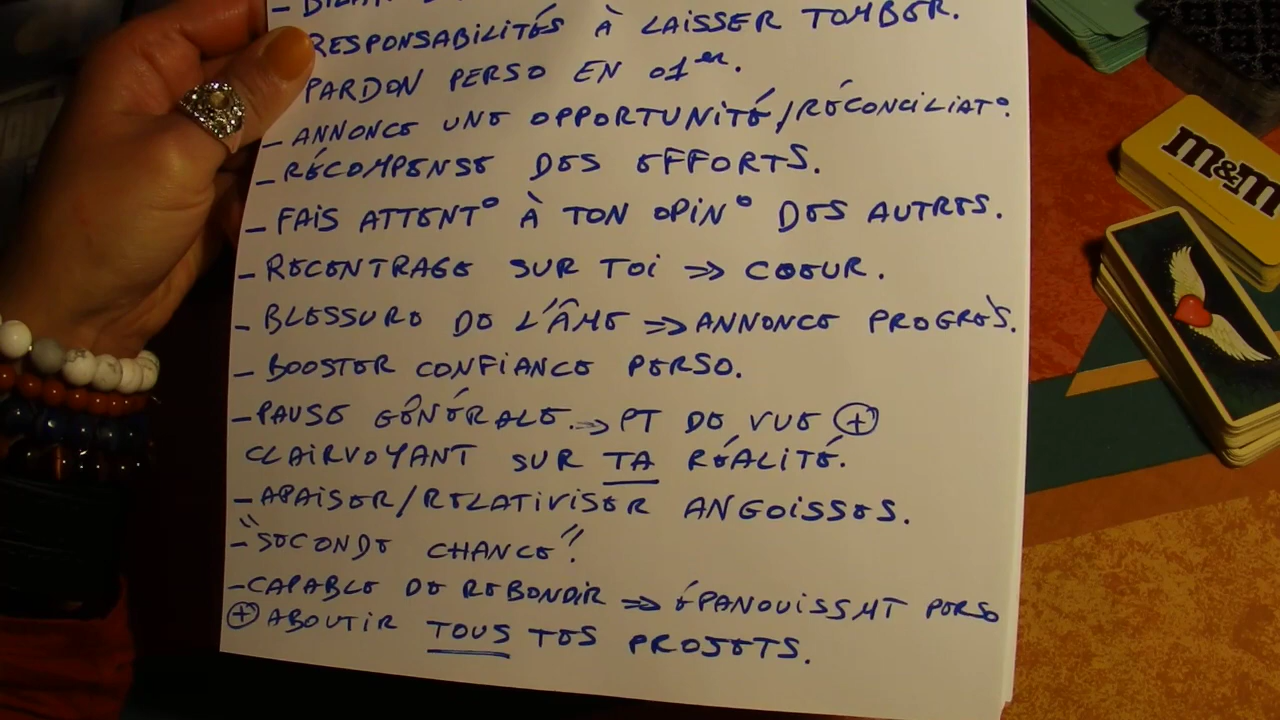 RESPONSABILITÉS À LAISSER TOMBER.
PARDON PERSO EN 01er.
- ANNONCE UNE OPPORTUNITÉ/RÉCONCILIAT°
- RÉCOMPENSE DES EFFORTS.
- FAIS ATTENT° À TON OPIN° DES AUTRES.
- RECENTRAGE SUR TOI => COEUR.
- BLESSURE DE L'ÂME => ANNONCE PROGRÈS.
- BOOSTER CONFIANCE PERSO.
- PAUSE GÉNÉRALE. => PT DE VUE +
CLAIRVOYANT SUR TA RÉALITÉ.
- APAISER/RELATIVISER ANGOISSES.
- "SECONDE CHANCE"?
- CAPABLE DE REBONDIR => ÉPANOUISSMT PERSO
+ ABOUTIR TOUS TES PROJETS.
M&M